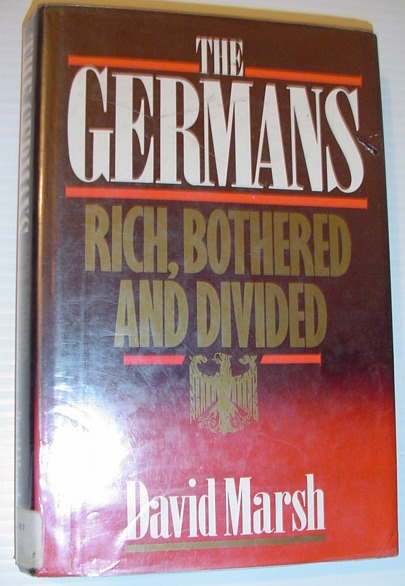 THE
GERMANS
RICH, BOTHERED
AND DIVIDED
David Marsh